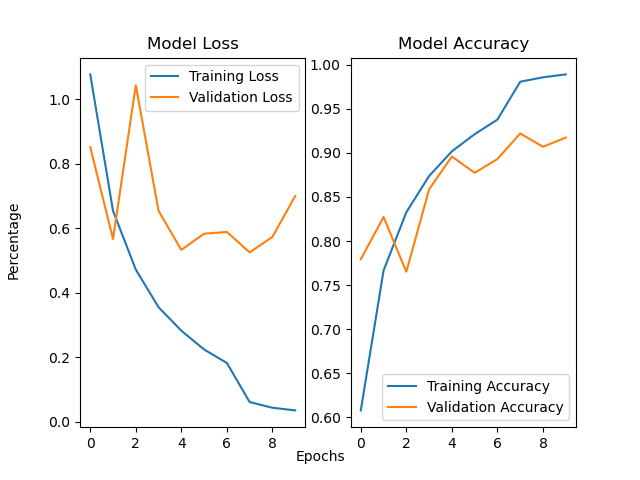 Model Loss
Training Loss
Validation Loss
1.0
0.8
0.6
0.4
0.2
0.0
0 2 4 6 8
Percentage
Model Accuracy
1.00
0.95
0.90
0.85
0.80
0.75
0.70
0.65
0.60
Training Accuracy
Validation Accuracy
0 2 4 6 8
Epochs